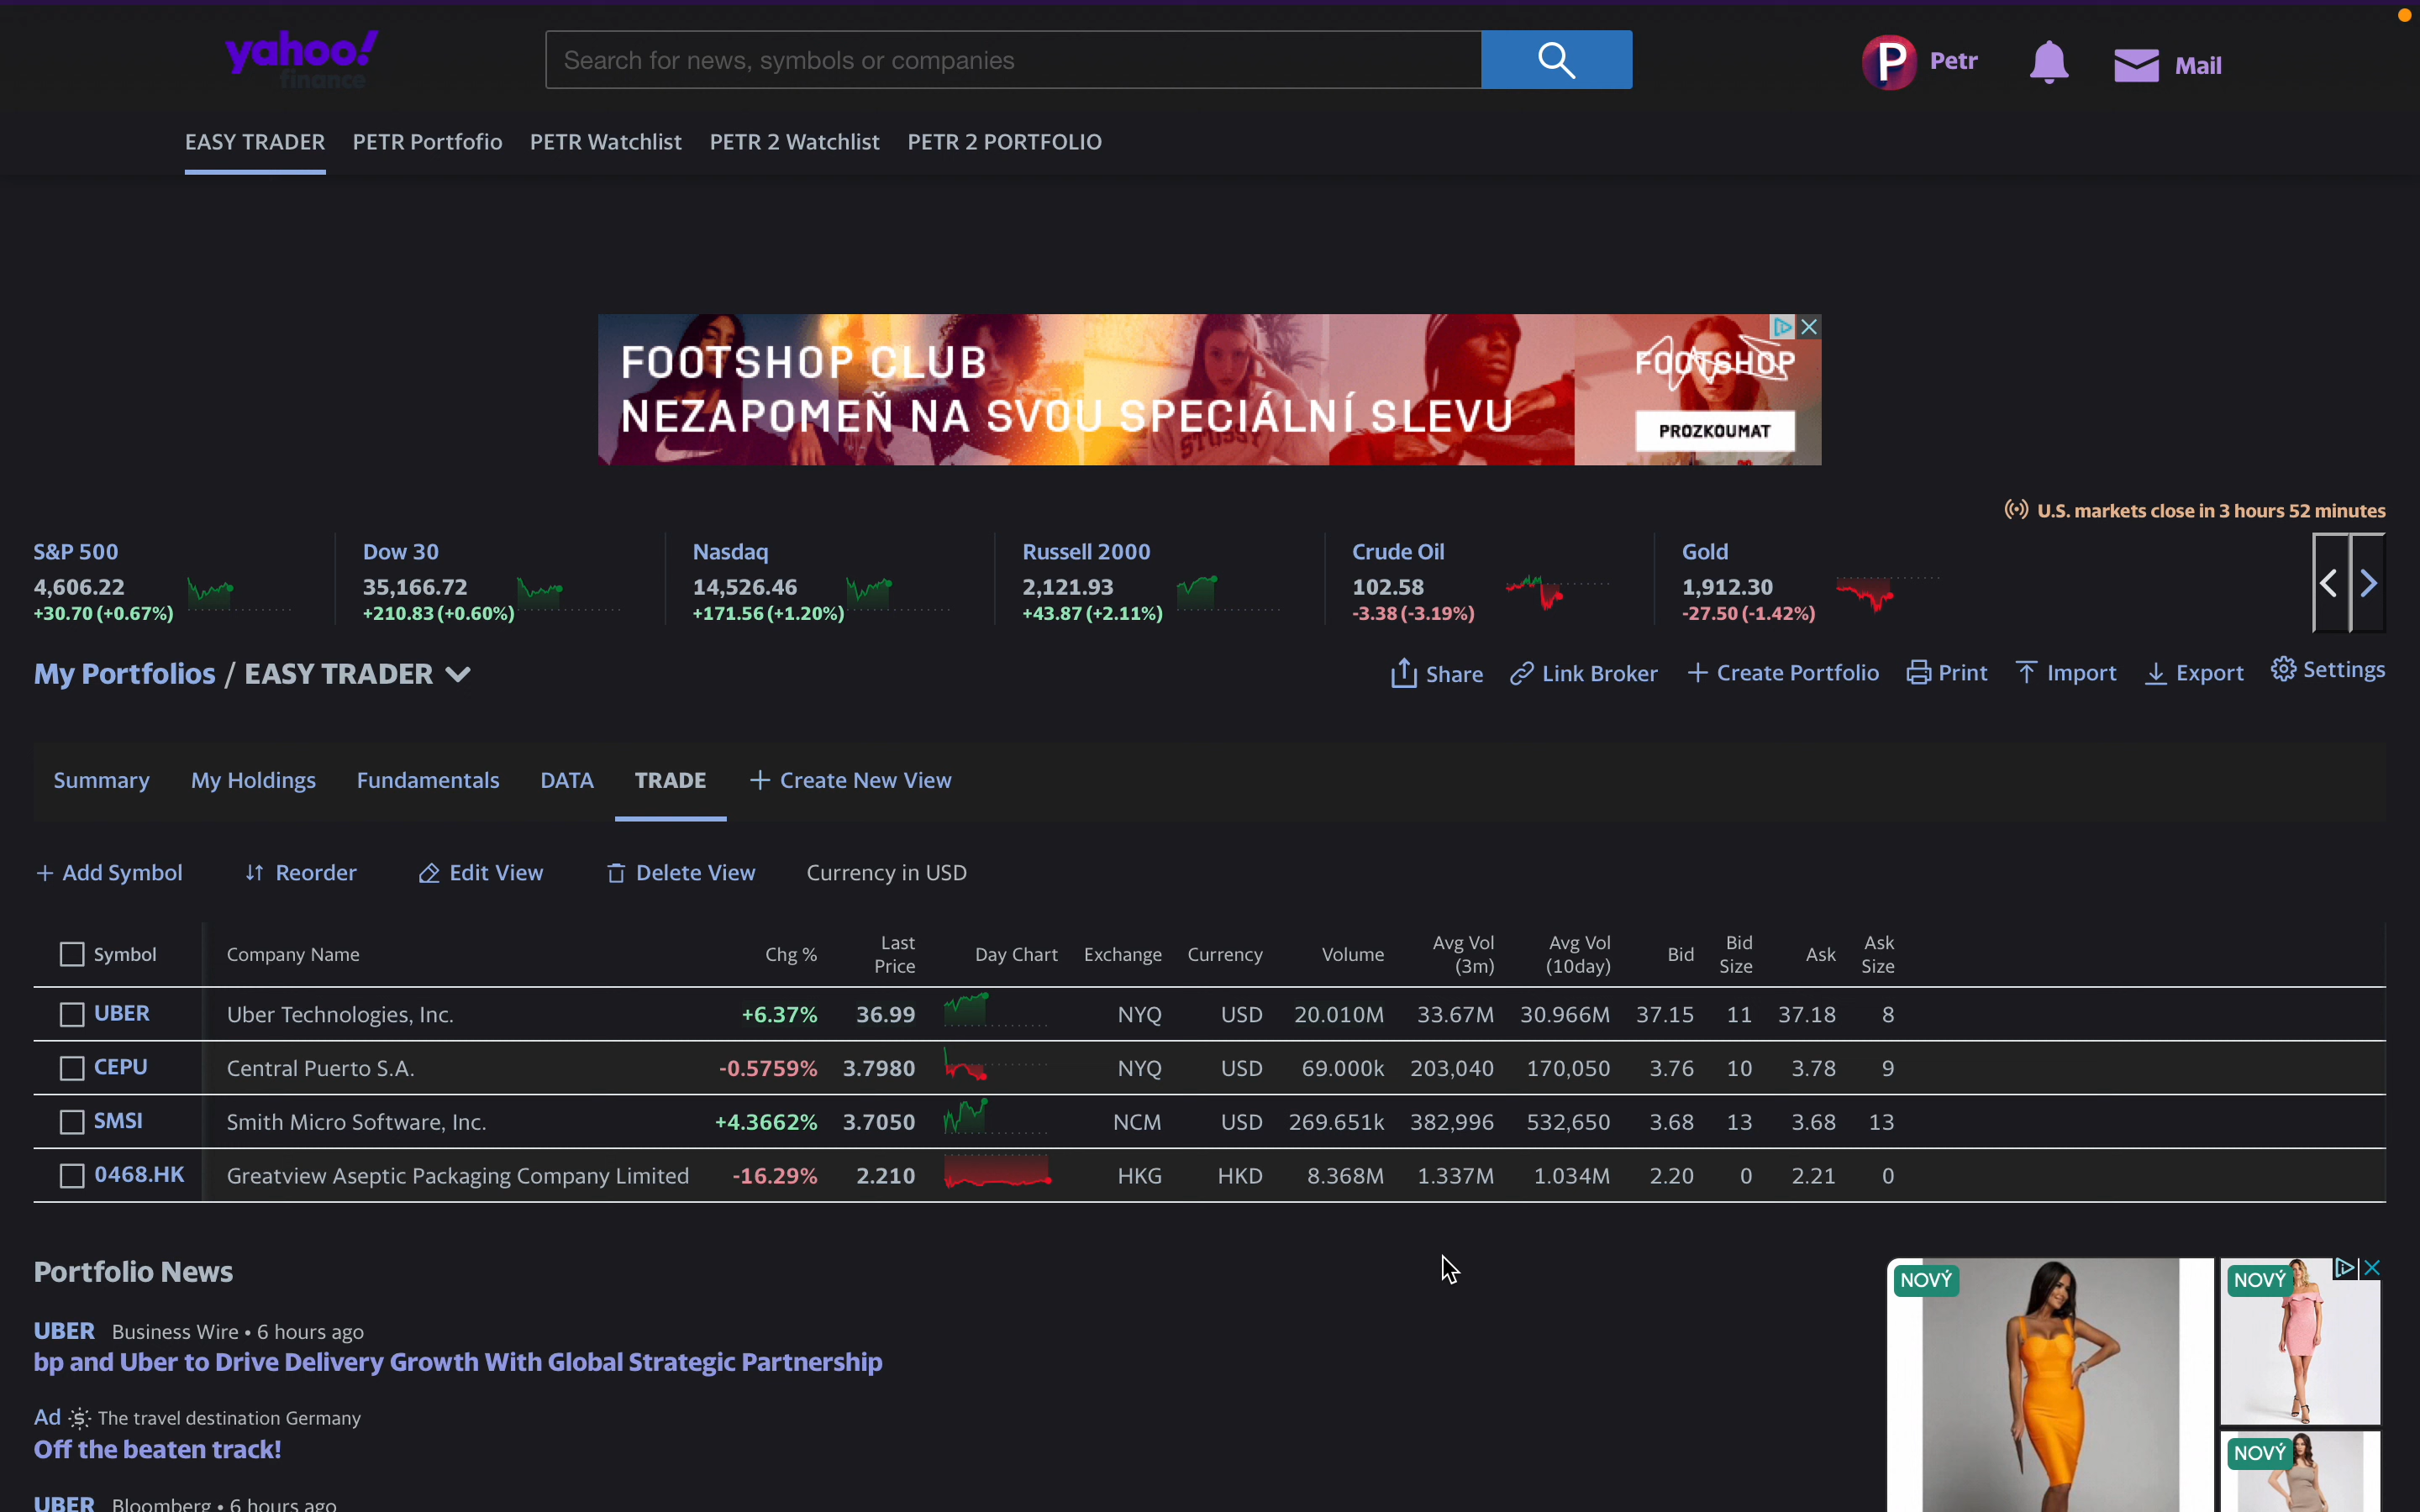 yahoo!
finance
Search for news, symbols or companies
Petr
Mail
EASY TRADER PETR Portfofio PETR Watchlist PETR 2 Watchlist PETR 2 PORTFOLIO
FOOTSHOP CLUB
NEZAPOMEŇ NA SVOU SPECIÁLNÍ SLEVU
FOOTSHOP
PROZKOUMAT
U.S. markets close in 3 hours 52 minutes
S&P 500
4,606.22
+30.70 (+0.67%)
Dow 30
35,166.72
+210.83 (+0.60%)
Nasdaq
14,526.46
+171.56 (+1.20%)
Russell 2000
2,121.93
+43.87 (+2.11%)
Crude Oil
102.58
-3.38 (-3.19%)
Gold
1,912.30
-27.50 (-1.42%)
My Portfolios / EASY TRADER
Share Link Broker + Create Portfolio Print Import Export Settings
Summary My Holdings Fundamentals DATA TRADE + Create New View
+ Add Symbol Reorder Edit View Delete View Currency in USD
Symbol Company Name Chg % Last Price Day Chart Exchange Currency Volume Avg Vol (3m) Avg Vol (10day) Bid Bid Size Ask Ask Size
UBER Uber Technologies, Inc. +6.37% 36.99 NYQ USD 20.010M 33.67M 30.966M 37.15 11 37.18 8
CEPU Central Puerto S.A. -0.5759% 3.7980 NYQ USD 69.000k 203,040 170,050 3.76 10 3.78 9
SMSI Smith Micro Software, Inc. +4.3662% 3.7050 NCM USD 269.651k 382,996 532,650 3.68 13 3.68 13
0468.HK Greatview Aseptic Packaging Company Limited -16.29% 2.210 HKG HKD 8.368M 1.337M 1.034M 2.20 0 2.21 0
Portfolio News
UBER Business Wire • 6 hours ago
bp and Uber to Drive Delivery Growth With Global Strategic Partnership
Ad The travel destination Germany
Off the beaten track!
UBER Bloomberg • 6 hours ago
NOVÝ
NOVÝ
NOVÝ